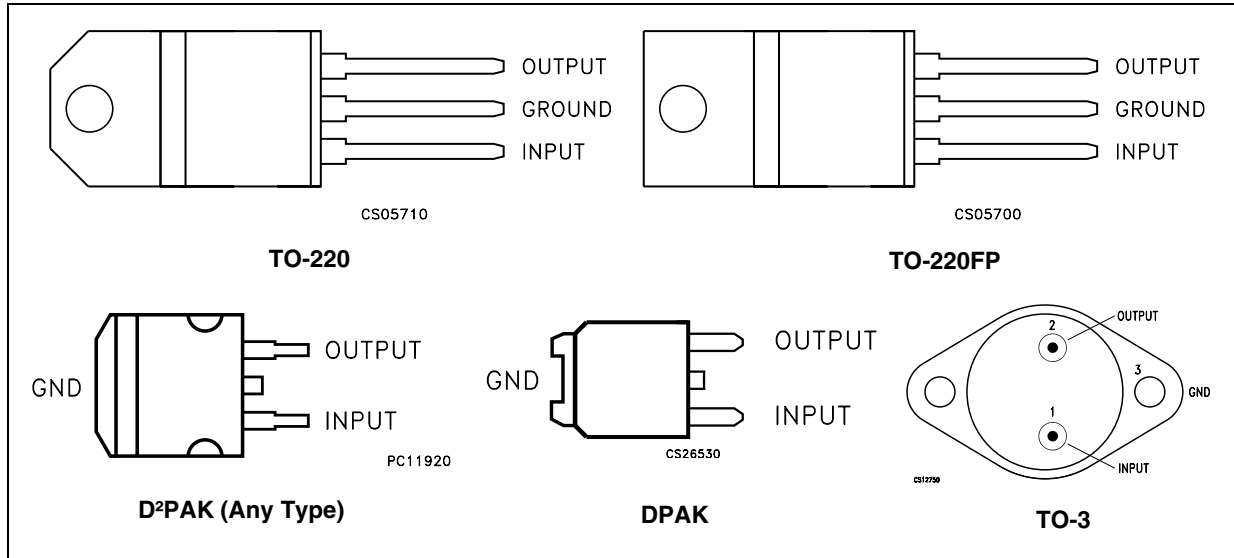 OUTPUT
GROUND
INPUT
CS05710
TO-220
OUTPUT
GROUND
INPUT
CS05700
TO-220FP
GND
OUTPUT
INPUT
PC11920
D²PAK (Any Type)
GND
OUTPUT
INPUT
CS26530
DPAK
2
OUTPUT
3
GND
1
INPUT
CS12750
TO-3